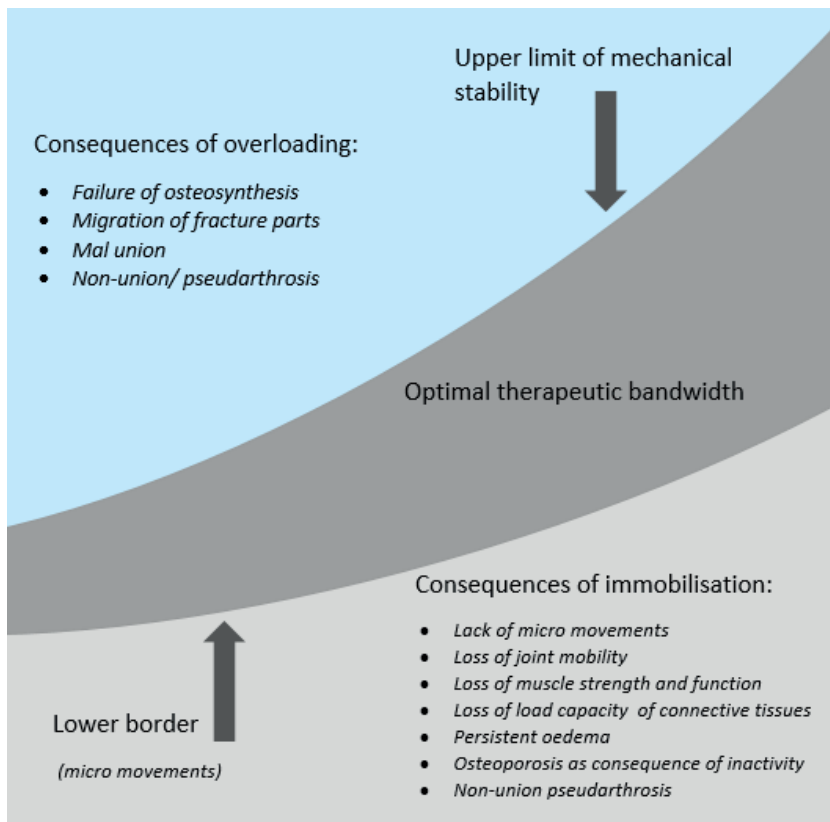 Upper limit of mechanical
stability
Consequences of overloading:
• Failure of osteosynthesis
• Migration of fracture parts
• Mal union
• Non-union/ pseudarthrosis
Optimal therapeutic bandwidth
Consequences of immobilisation:
• Lack of micro movements
• Loss of joint mobility
• Loss of muscle strength and function
• Loss of load capacity of connective tissues
• Persistent oedema
• Osteoporosis as consequence of inactivity
• Non-union pseudarthrosis
Lower border
(micro movements)